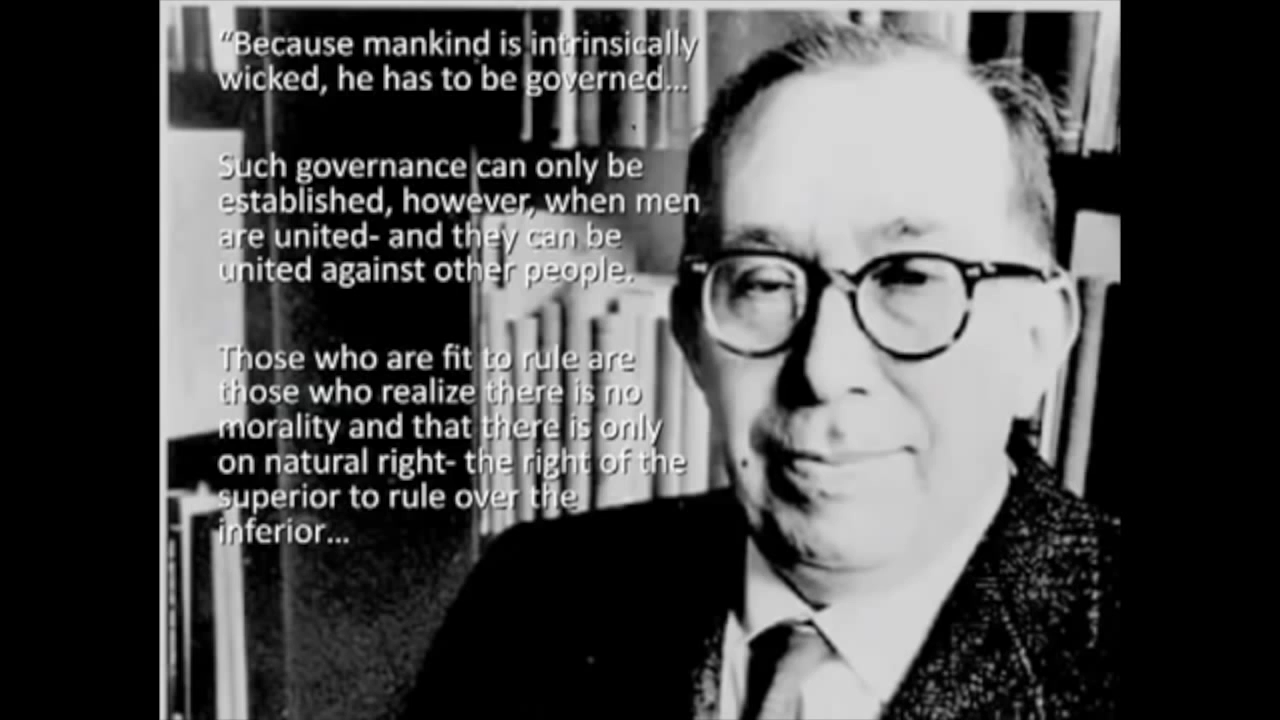 “Because mankind is intrinsically
wicked, he has to be governed...
Such governance can only be
established, however, when men
are united- and they can be
united against other people.
Those who are fit to rule are
those who realize there is no
morality and that there is only
on natural right- the right of the
superior to rule over the
inferior...